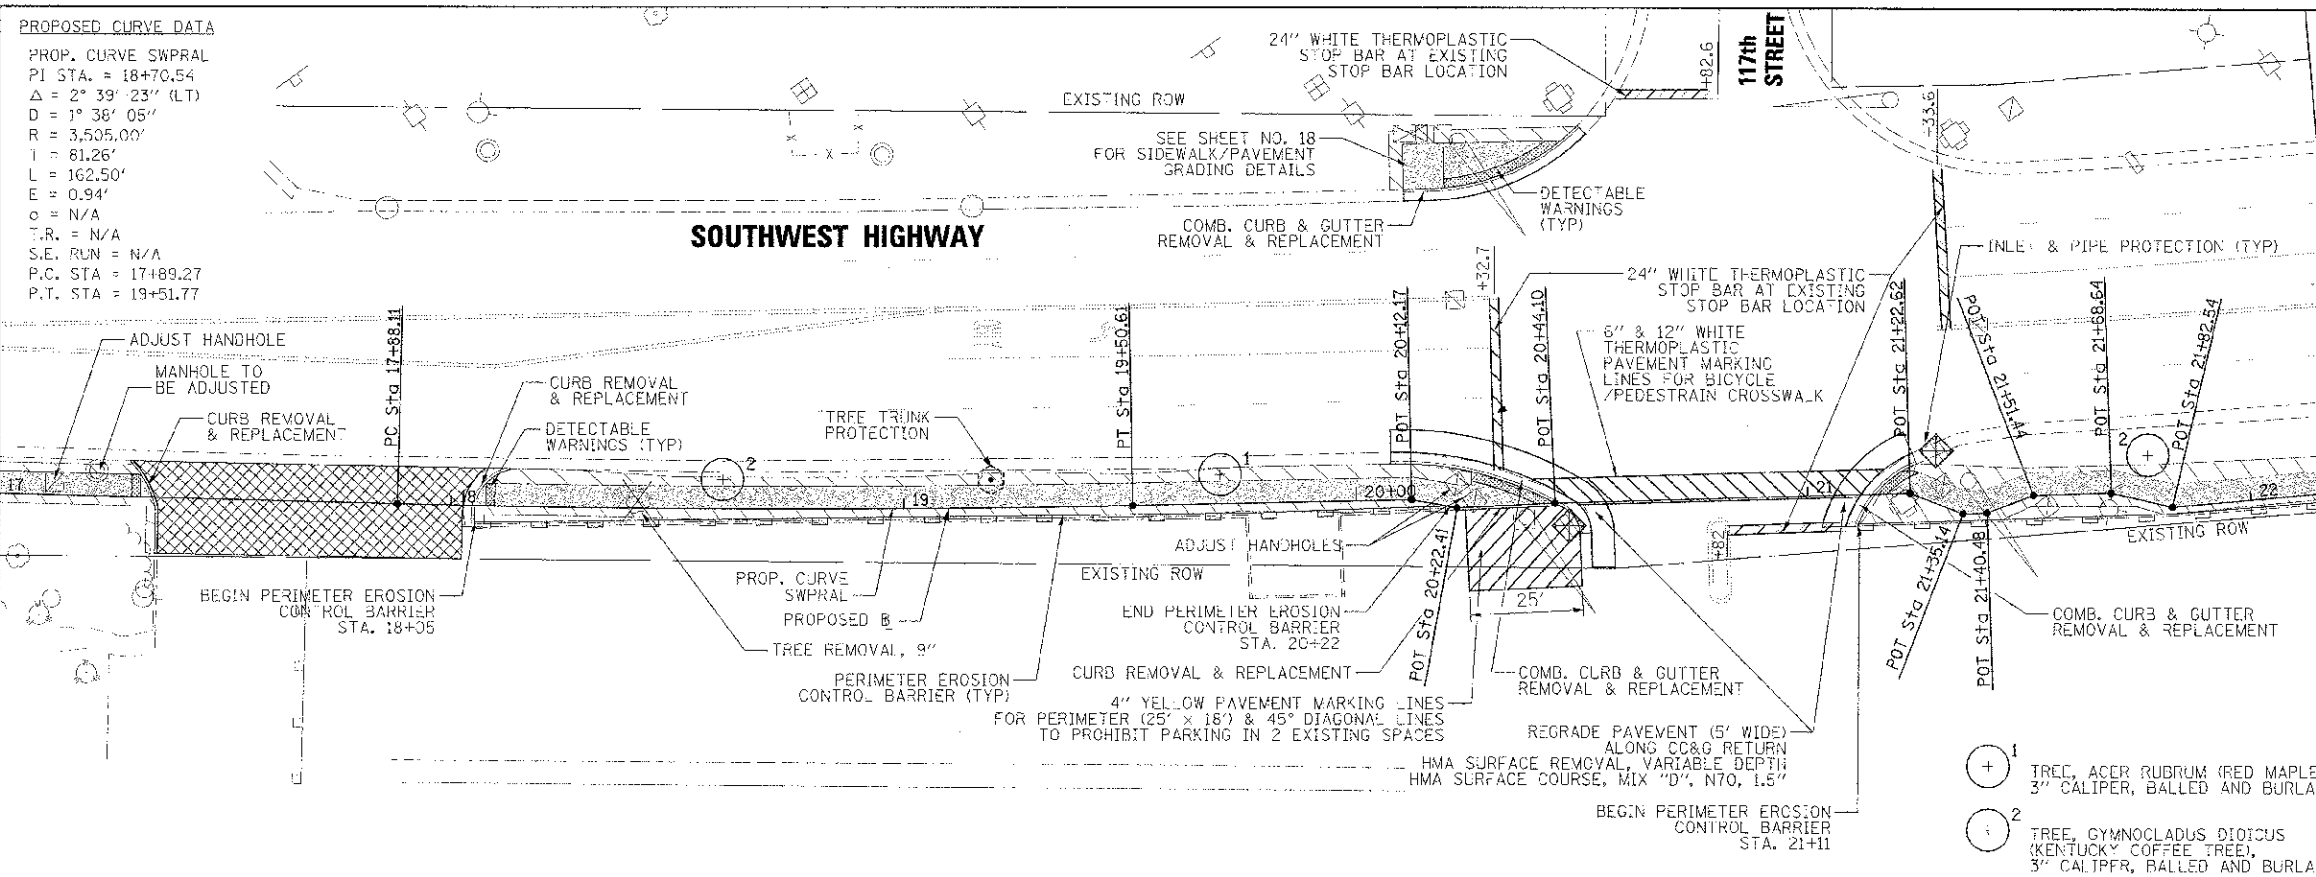 PROPOSED CURVE DATA
PROP. CURVE SWPRAL
PI STA. = 18+70.54
Δ = 2° 39' 23" (LT)
D = 1° 38' 05"
R = 3,505.00'
T = 81.26'
L = 162.50'
E = 0.94'
e = N/A
T.R. = N/A
S.E. RUN = N/A
P.C. STA = 17+89.27
P.T. STA = 19+51.77
24" WHITE THERMOPLASTIC
STOP BAR AT EXISTING
STOP BAR LOCATION
+82.6
117th
STREET
EXISTING ROW
SEE SHEET NO. 18
FOR SIDEWALK/PAVEMENT
GRADING DETAILS
+33.6
DETECTABLE
WARNINGS
(TYP)
SOUTHWEST HIGHWAY
COMB. CURB & GUTTER
REMOVAL & REPLACEMENT
INLET & PIPE PROTECTION (TYP)
+32.7
24" WHITE THERMOPLASTIC
STOP BAR AT EXISTING
STOP BAR LOCATION
ADJUST HANDHOLE
MANHOLE TO
BE ADJUSTED
CURB REMOVAL
& REPLACEMENT
PC Sta 17+88.11
CURB REMOVAL
& REPLACEMENT
DETECTABLE
WARNINGS (TYP)
TREE TRUNK
PROTECTION
PT Sta 19+50.61
POT Sta 20+12.17
POT Sta 20+44.10
6" & 12" WHITE
THERMOPLASTIC
PAVEMENT MARKING
LINES FOR BICYCLE
/PEDESTRAIN CROSSWALK
POT Sta 21+22.62
POT Sta 21+51.44
POT Sta 21+68.64
POT Sta 21+82.54
2
1
2
17
18
19
20+00
21
22
+82
EXISTING ROW
BEGIN PERIMETER EROSION
CONTROL BARRIER
STA. 18+05
PROP. CURVE
SWPRAL
PROPOSED B
TREE REMOVAL, 9"
PERIMETER EROSION
CONTROL BARRIER (TYP)
ADJUST HANDHOLES
EXISTING ROW
END PERIMETER EROSION
CONTROL BARRIER
STA. 20+22
POT Sta 20+22.41
25'
CURB REMOVAL & REPLACEMENT
4" YELLOW PAVEMENT MARKING LINES
FOR PERIMETER (25' x 18') & 45° DIAGONAL LINES
TO PROHIBIT PARKING IN 2 EXISTING SPACES
COMB. CURB & GUTTER
REMOVAL & REPLACEMENT
REGRADE PAVEMENT (5' WIDE)
ALONG CC&G RETURN
HMA SURFACE REMOVAL, VARIABLE DEPTH
HMA SURFACE COURSE, MIX "D", N70, 1.5"
POT Sta 21+35.14
POT Sta 21+40.48
COMB. CURB & GUTTER
REMOVAL & REPLACEMENT
BEGIN PERIMETER EROSION
CONTROL BARRIER
STA. 21+11
1
TREE, ACER RUBRUM (RED MAPLE
3" CALIPER, BALLED AND BURLA
2
TREE, GYMNOCLADUS DIOICUS
(KENTUCKY COFFEE TREE),
3" CALIPER, BALLED AND BURLA